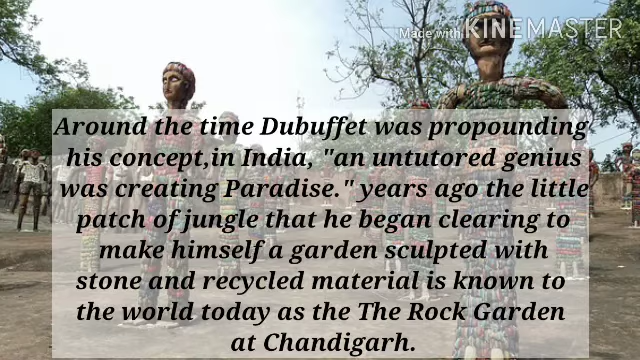 Made with KINEMASTER
Around the time Dubuffet was propounding
his concept,in India, "an untutored genius
was creating Paradise." years ago the little
patch of jungle that he began clearing to
make himself a garden sculpted with
stone and recycled material is known to
the world today as the The Rock Garden
at Chandigarh.